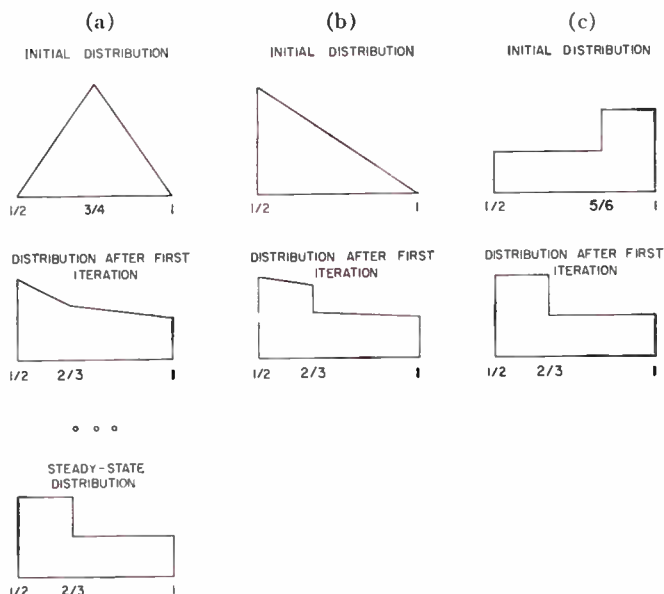 (a) (b) (c)
INITIAL DISTRIBUTION INITIAL DISTRIBUTION INITIAL DISTRIBUTION
1/2 3/4 1 1/2 1 1/2 5/6 1
DISTRIBUTION AFTER FIRST DISTRIBUTION AFTER FIRST DISTRIBUTION AFTER FIRST
ITERATION ITERATION ITERATION
1/2 2/3 1 1/2 2/3 1 1/2 2/3 1
STEADY-STATE
DISTRIBUTION
1/2 2/3 1